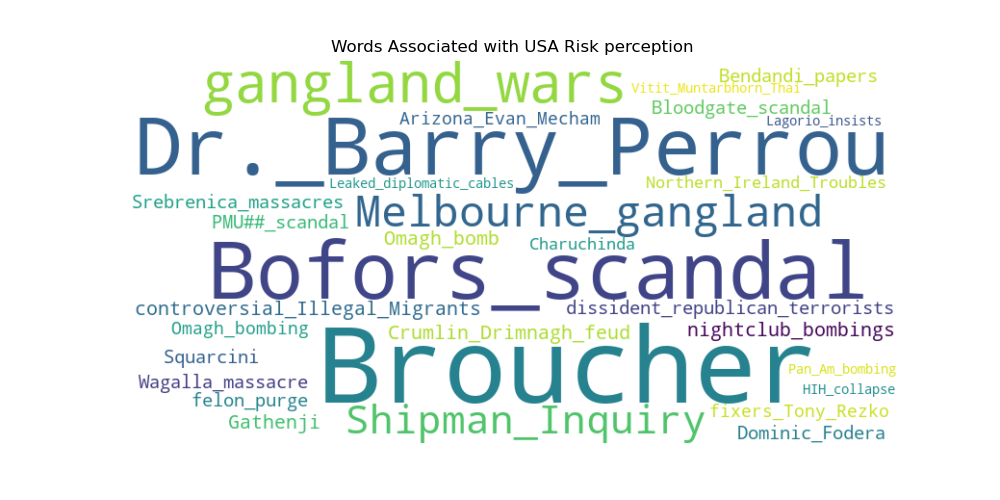 Words Associated with USA Risk perception
gangland_wars
Bendandi_papers
Vitit_Muntarbhorn_Thai
Bloodgate_scandal
Arizona_Evan_Mecham
Lagorio_insists
Dr._Barry_Perrou
Leaked_diplomatic_cables
Northern_Ireland_Troubles
Srebrenica_massacres
Melbourne_gangland
PMU##_scandal
Omagh_bomb
Charuchinda
Bofors_scandal
controversial_Illegal_Migrants
dissident_republican_terrorists
Omagh_bombing
Crumlin_Drimnagh_feud
nightclub_bombings
Squarcini
Broucher
Pan_Am_bombing
Wagalla_massacre
HIH_collapse
felon_purge
Shipman_Inquiry
fixers_Tony_Rezko
Gathenji
Dominic_Fodera